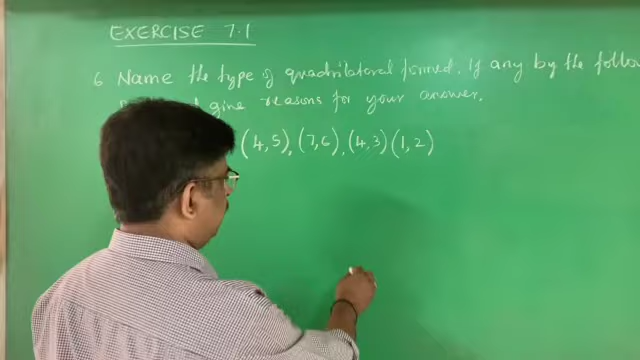 EXERCISE 7.1
6 Name the type of quadrilateral formed. If any by the follo
give reasons for your answer.
(4,5), (7,6), (4,3) (1,2)